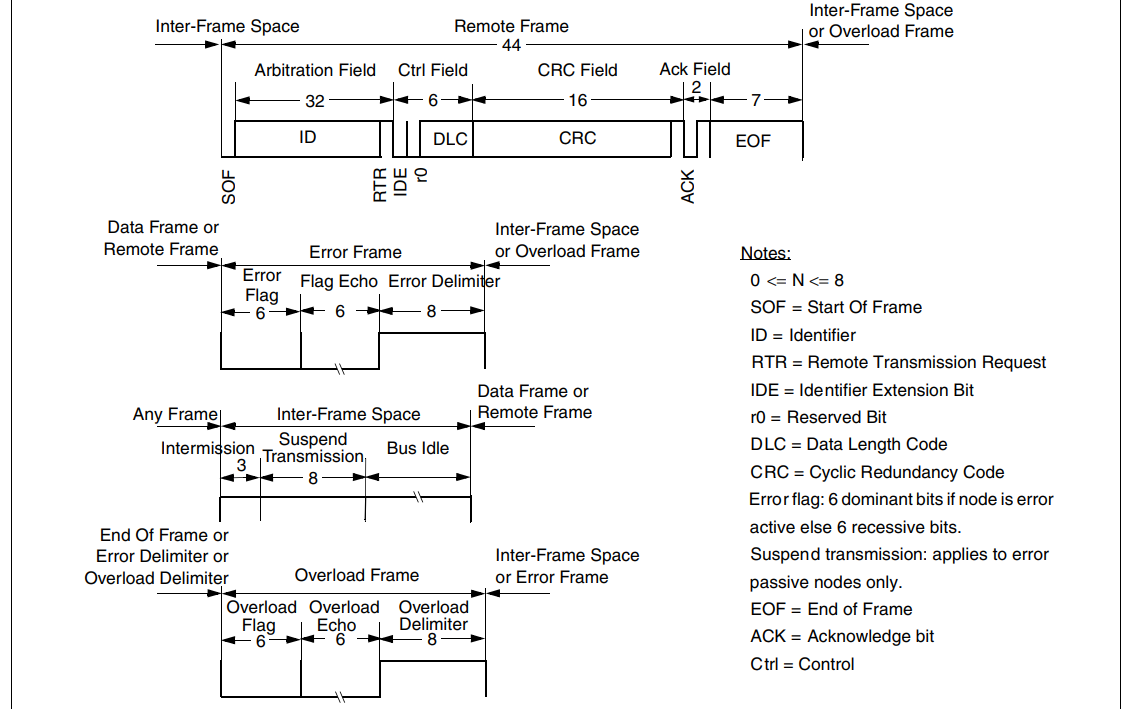 Inter-Frame Space
Remote Frame
Inter-Frame Space
or Overload Frame
44
Arbitration Field
Ctrl Field
CRC Field
Ack Field
32
6
16
2
7
ID
DLC
CRC
EOF
SOF
RTR
IDE
r0
ACK
Data Frame or
Remote Frame
Error Frame
Inter-Frame Space
or Overload Frame
Error
Flag
Flag Echo
Error Delimiter
6
6
8
Any Frame
Inter-Frame Space
Data Frame or
Remote Frame
Intermission
Suspend
Transmission
Bus Idle
3
8
End Of Frame or
Error Delimiter or
Overload Delimiter
Overload Frame
Inter-Frame Space
or Error Frame
Overload
Flag
Overload
Echo
Overload
Delimiter
6
6
8
Notes:
0 <= N <= 8
SOF = Start Of Frame
ID = Identifier
RTR = Remote Transmission Request
IDE = Identifier Extension Bit
r0 = Reserved Bit
DLC = Data Length Code
CRC = Cyclic Redundancy Code
Error flag: 6 dominant bits if node is error
active else 6 recessive bits.
Suspend transmission: applies to error
passive nodes only.
EOF = End of Frame
ACK = Acknowledge bit
Ctrl = Control